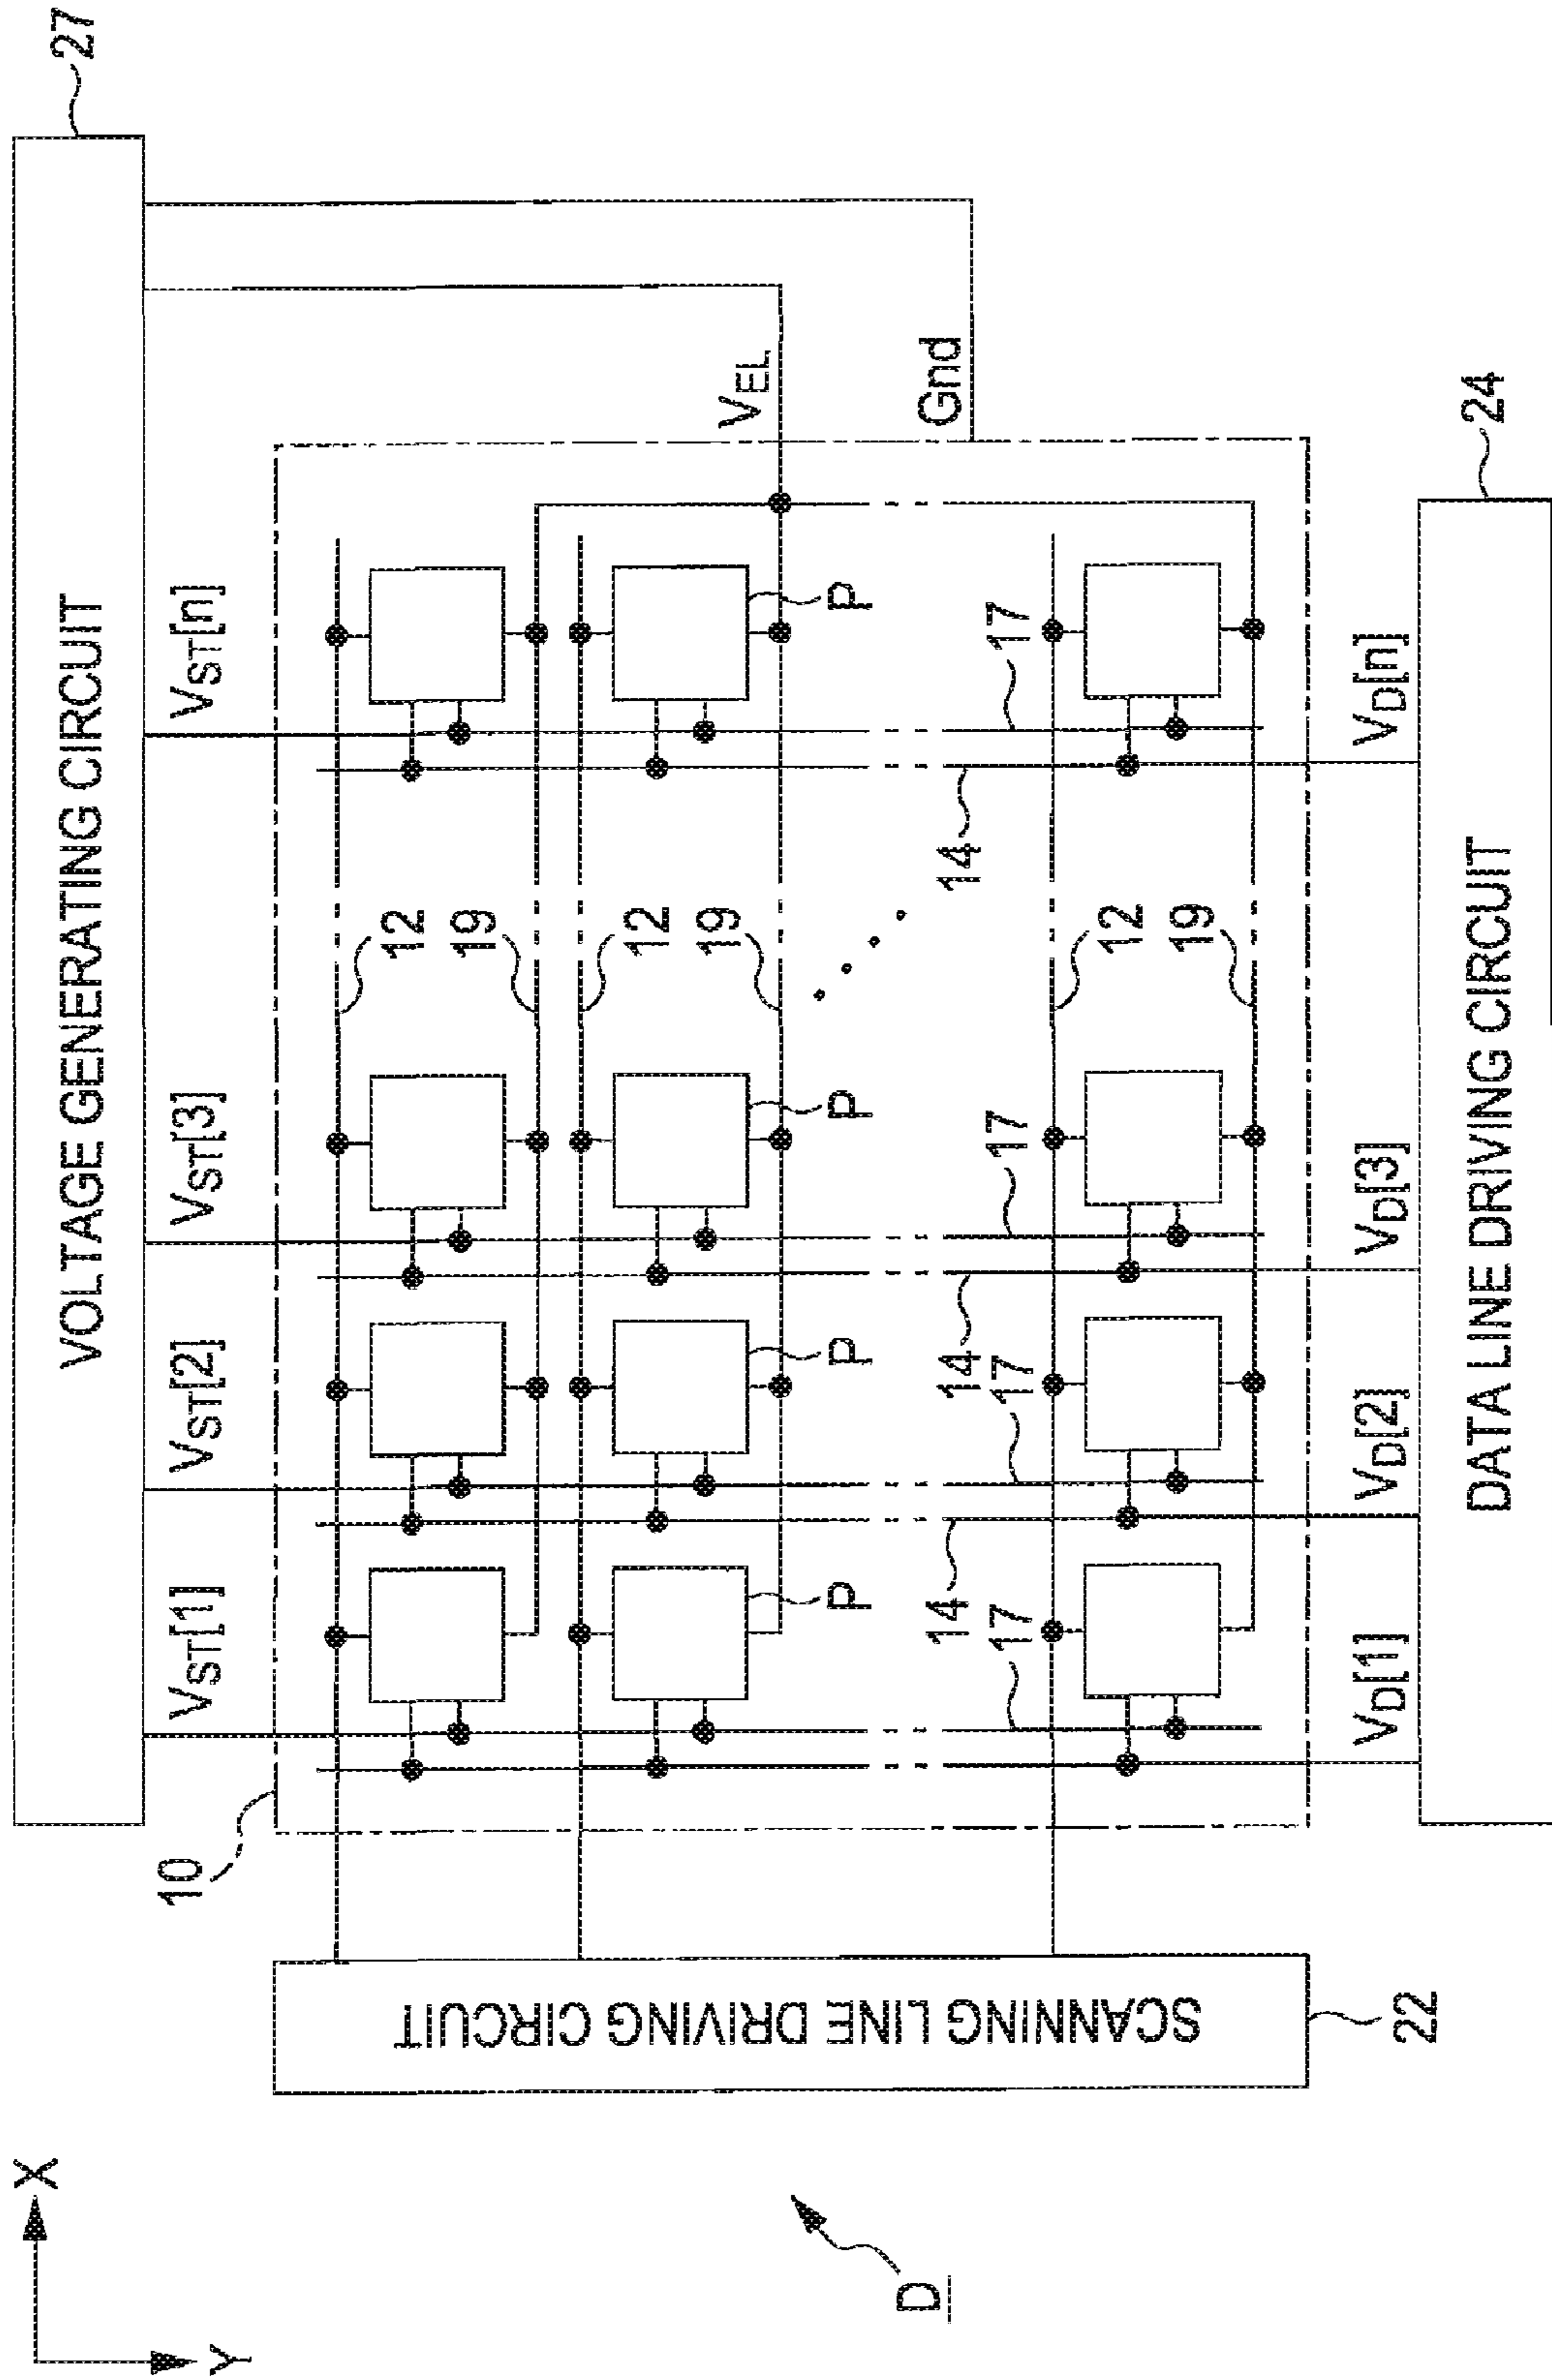 X
VOLTAGE GENERATING CIRCUIT
27
Y
10
VST[1]
VST[2]
VST[3]
VST[n]
12
19
12
19
VEL
P
P
P
P
D
Gnd
14
14
14
17
17
17
17
12
19
SCANNING LINE DRIVING CIRCUIT
22
VD[1]
VD[2]
VD[3]
VD[n]
24
DATA LINE DRIVING CIRCUIT